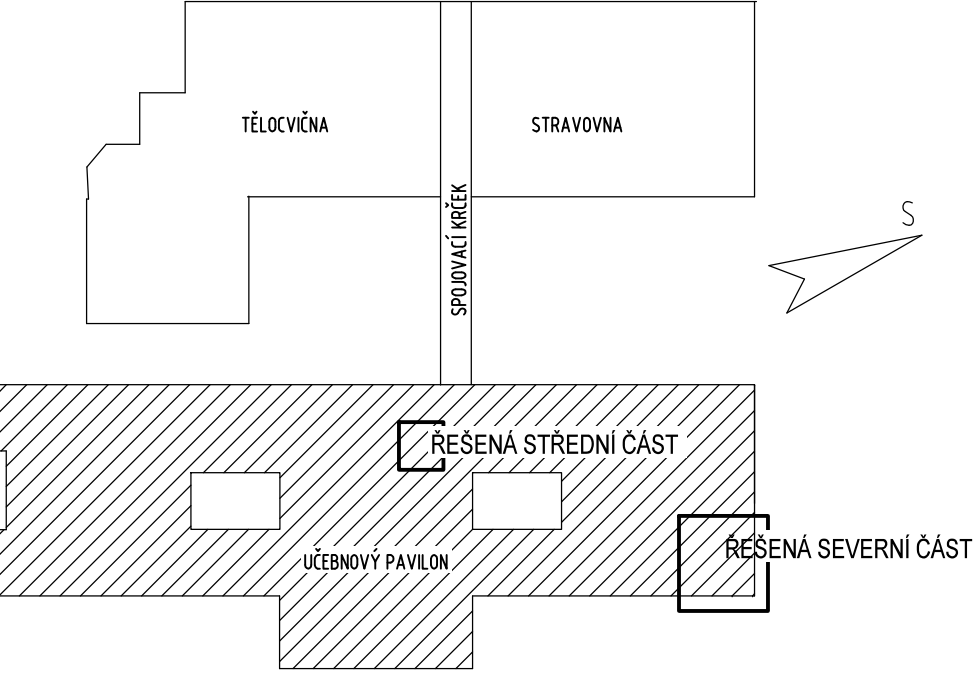 TĚLOCVIČNA
STRAVOVNA
SPOJOVACÍ KRČEK
S
ŘEŠENÁ STŘEDNÍ ČÁST
ŘEŠENÁ SEVERNÍ ČÁST
UČEBNOVÝ PAVILON